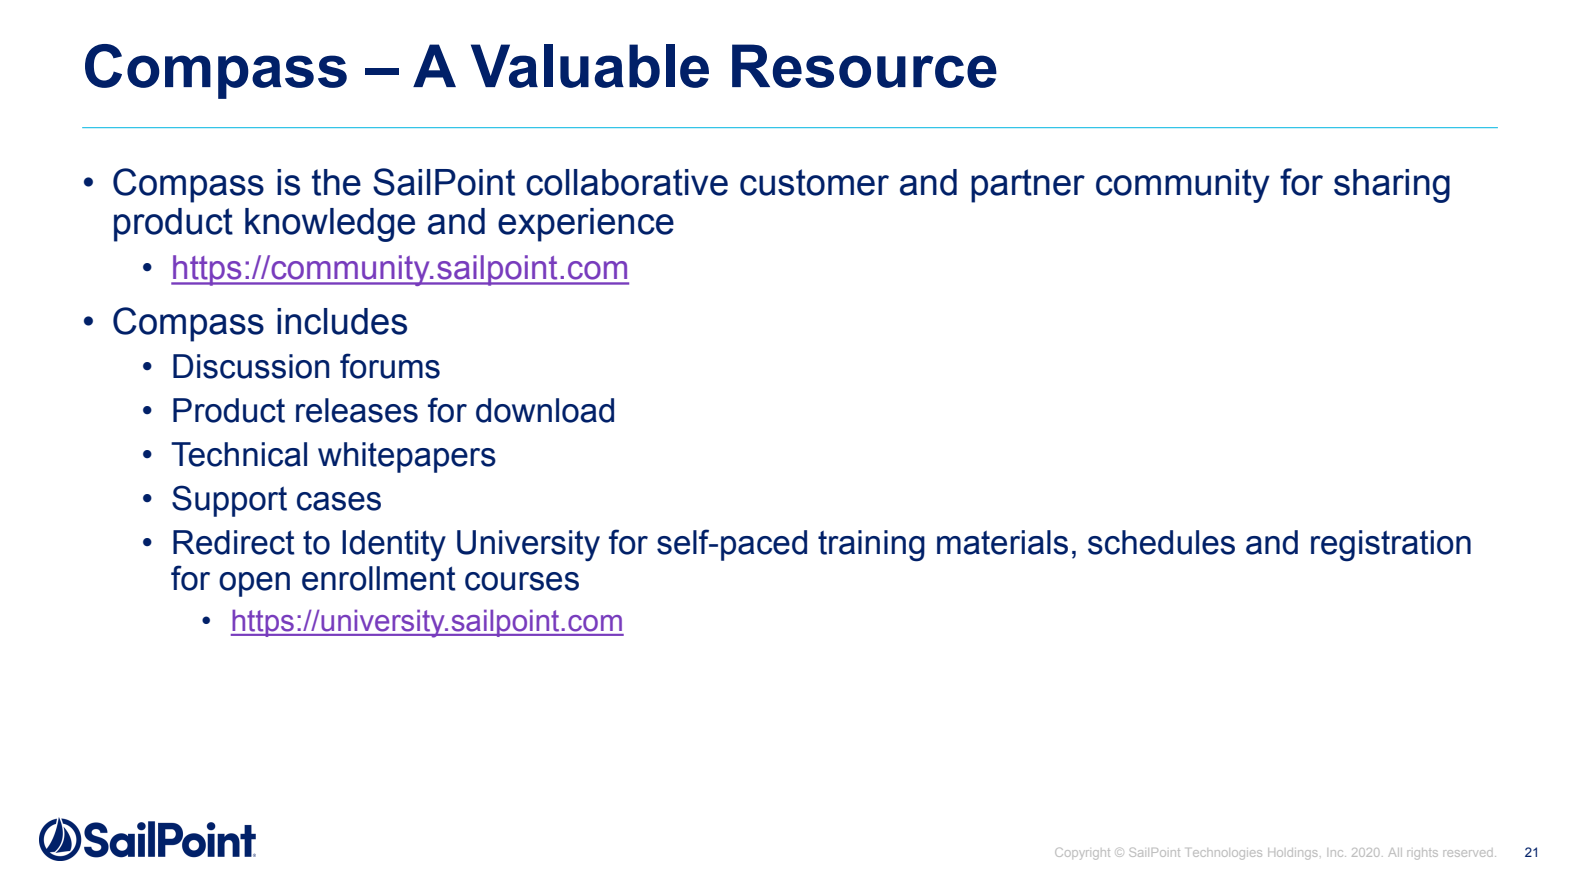 Compass – A Valuable Resource
• Compass is the SailPoint collaborative customer and partner community for sharing
product knowledge and experience
• https://community.sailpoint.com
• Compass includes
• Discussion forums
• Product releases for download
• Technical whitepapers
• Support cases
• Redirect to Identity University for self-paced training materials, schedules and registration
for open enrollment courses
• https://university.sailpoint.com
SailPoint
Copyright © SailPoint Technologies Holdings, Inc. 2020. All rights reserved. 21